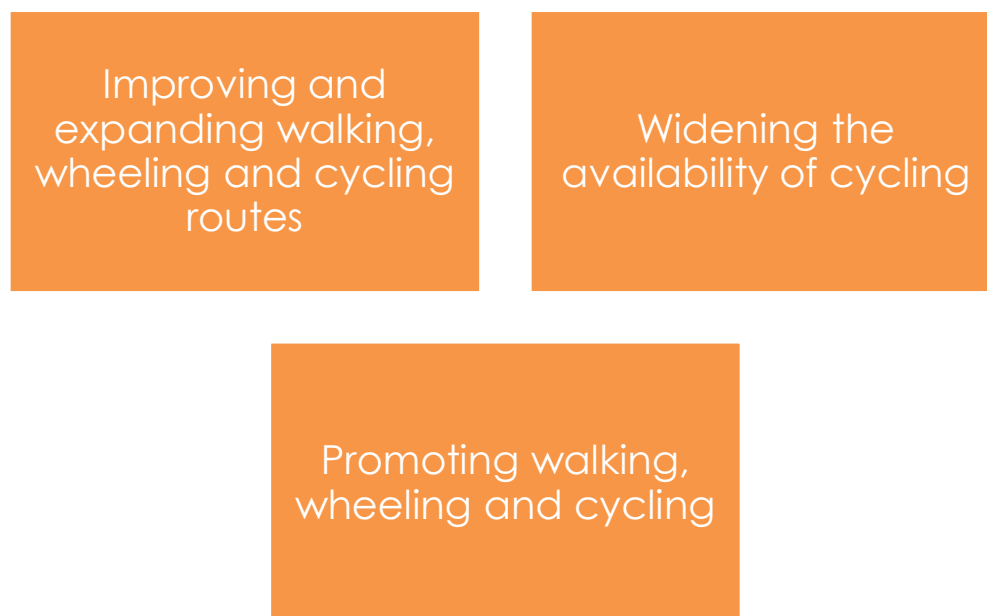 Improving and
expanding walking,
wheeling and cycling
routes
Widening the
availability of cycling
Promoting walking,
wheeling and cycling